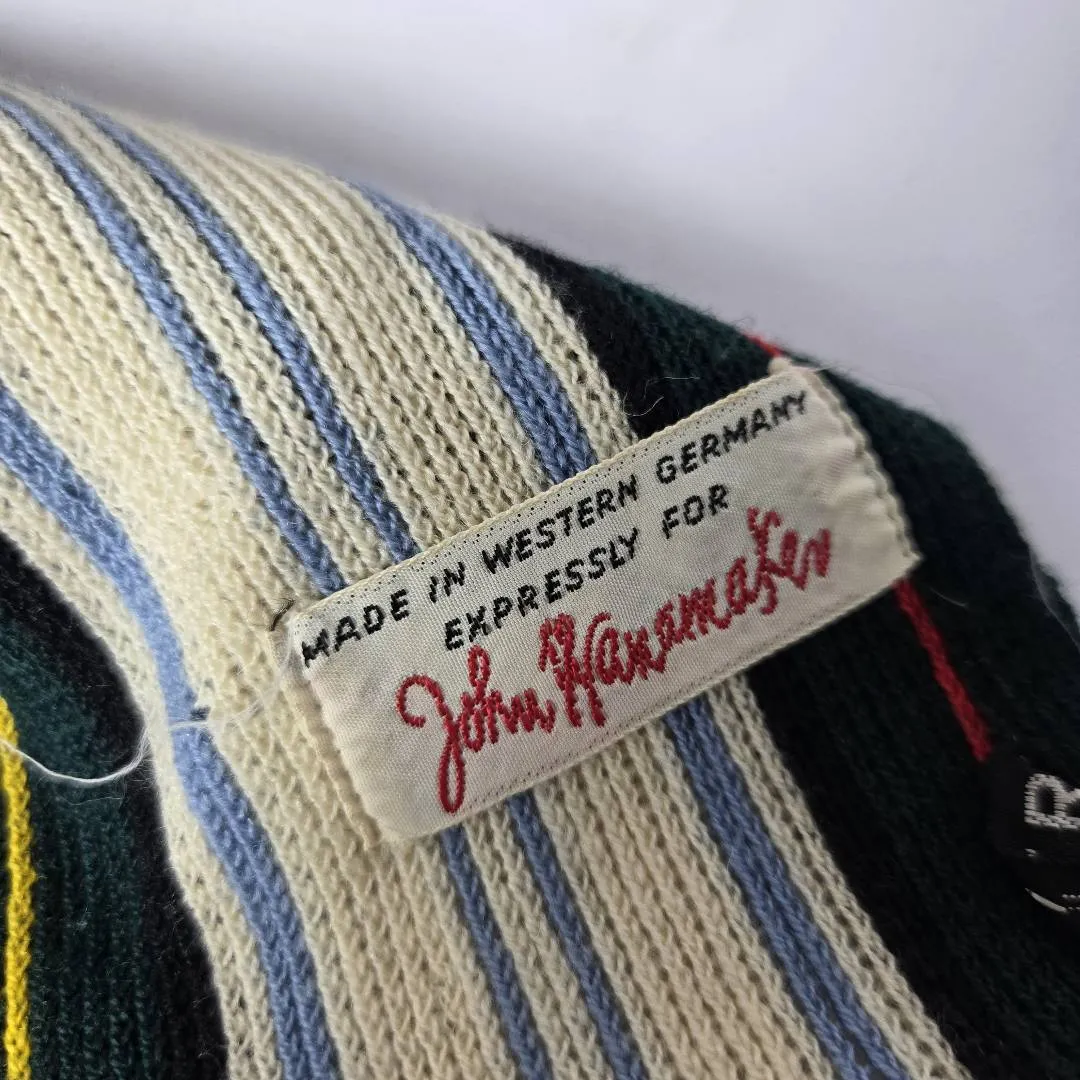 MADE IN WESTERN GERMANY
EXPRESSLY FOR
John Wanamaker
R